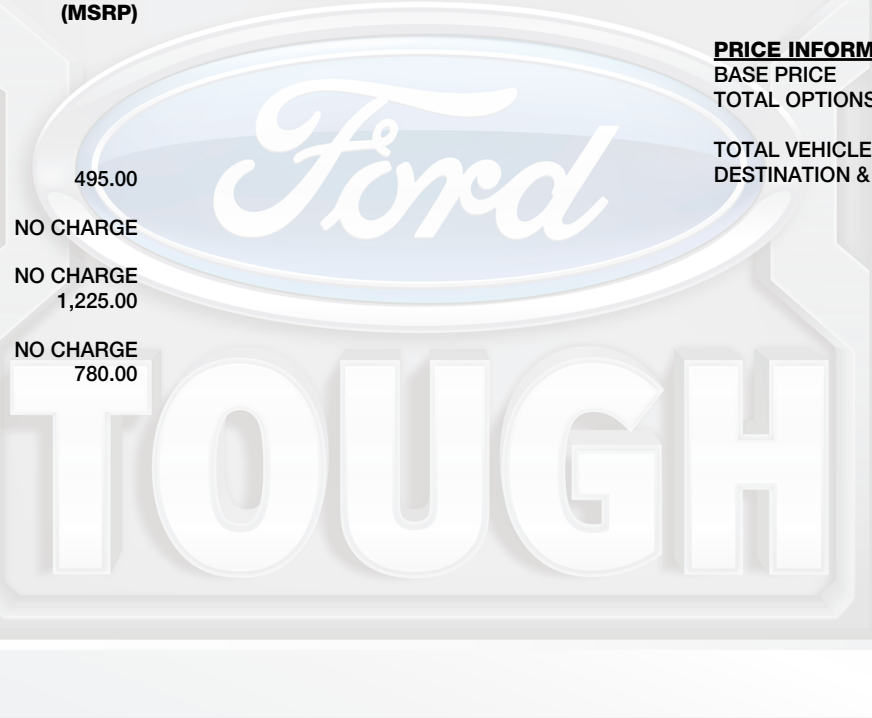 (MSRP)
495.00
NO CHARGE
NO CHARGE
1,225.00
NO CHARGE
780.00
PRICE INFORM
BASE PRICE
TOTAL OPTIONS
TOTAL VEHICLE
DESTINATION &
Ford
TOUGH